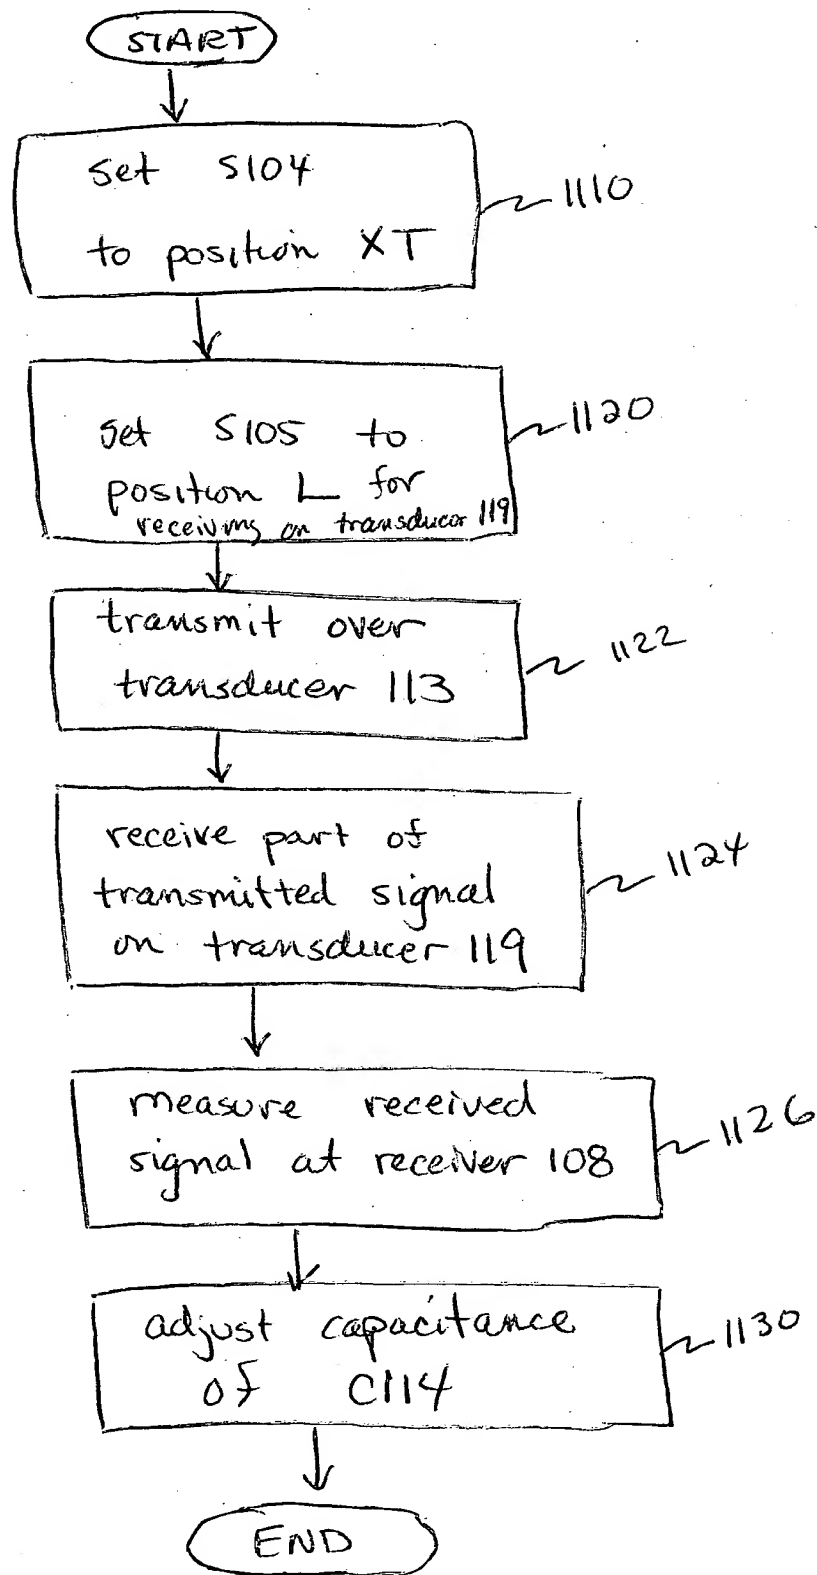 START
set S104
to position XT
1110
set S105 to
position L for
receiving on transducer 119
1120
transmit over
transducer 113
1122
receive part of
transmitted signal
on transducer 119
1124
measure received
signal at receiver 108
1126
adjust capacitance
of C114
1130
END